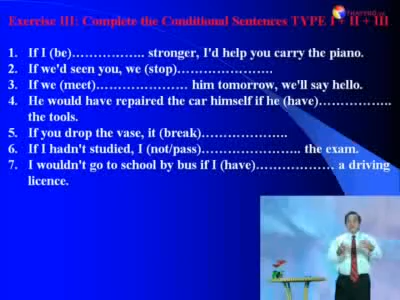 Exercise III: Complete the Conditional Sentences TYPE I + II + III
1. If I (be)…………….. stronger, I'd help you carry the piano.
2. If we'd seen you, we (stop)………………….
3. If we (meet)………………… him tomorrow, we'll say hello.
4. He would have repaired the car himself if he (have)……………..
the tools.
5. If you drop the vase, it (break)………………..
6. If I hadn't studied, I (not/pass)………………….. the exam.
7. I wouldn't go to school by bus if I (have)……………… a driving
licence.